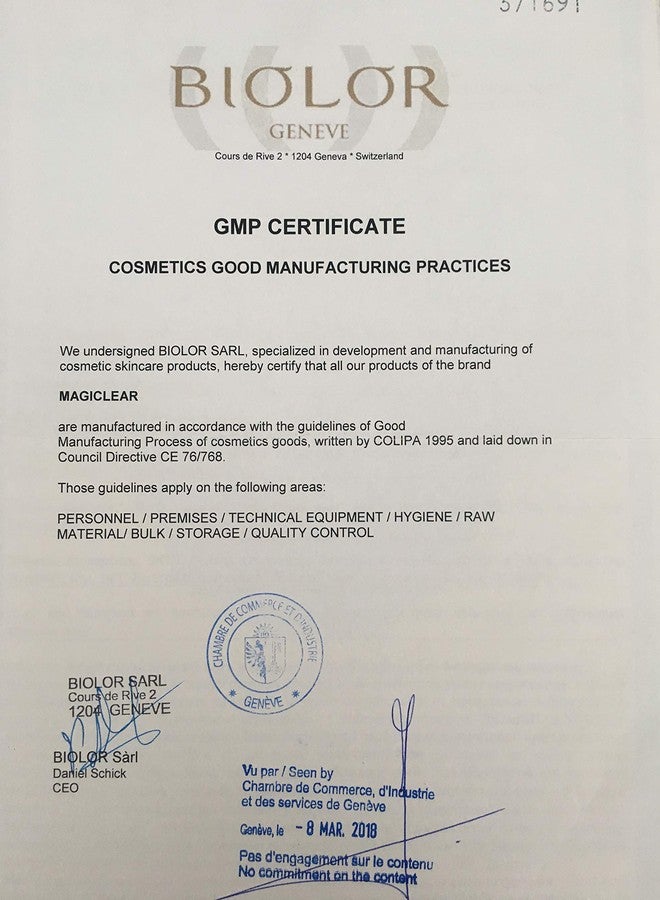 371691
BIOLOR
GENEVE
Cours de Rive 2 * 1204 Geneva * Switzerland
GMP CERTIFICATE
COSMETICS GOOD MANUFACTURING PRACTICES
We undersigned BIOLOR SARL, specialized in development and manufacturing of
cosmetic skincare products, hereby certify that all our products of the brand
MAGICLEAR
are manufactured in accordance with the guidelines of Good
Manufacturing Process of cosmetics goods, written by COLIPA 1995 and laid down in
Council Directive CE 76/768.
Those guidelines apply on the following areas:
PERSONNEL / PREMISES / TECHNICAL EQUIPMENT / HYGIENE / RAW
MATERIAL/ BULK / STORAGE / QUALITY CONTROL
CHAMBRE DE COMMERCE ET D'INDUSTRIE
* GENÈVE *
BIOLOR SARL
Cours de Rive 2
1204 GENEVE
BIOLOR Sàrl
Daniel Schick
CEO
Vu par / Seen by
Chambre de Commerce, d'Industrie
et des services de Genève
Genève, le - 8 MAR. 2018
Pas d'engagement sur le contenu
No commitment on the content